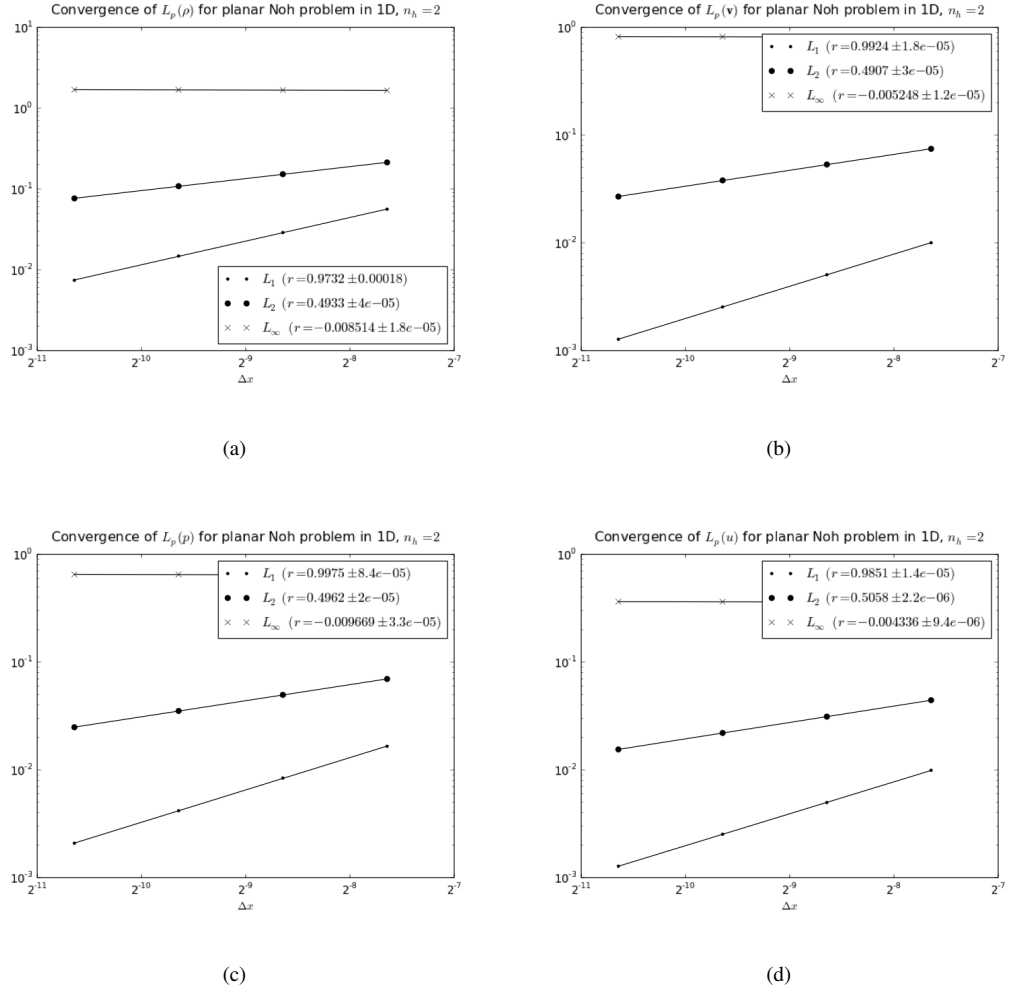 Convergence of L_p(ρ) for planar Noh problem in 1D, n_h = 2
10^1
10^0
10^-1
10^-2
10^-3
L_1 (r = 0.9732 ± 0.00018)
L_2 (r = 0.4933 ± 4e−05)
L_∞ (r = −0.008514 ± 1.8e−05)
2^-11 2^-10 2^-9 2^-8 2^-7
Δx
(a)
Convergence of L_p(v) for planar Noh problem in 1D, n_h = 2
10^0
10^-1
10^-2
10^-3
L_1 (r = 0.9924 ± 1.8e−05)
L_2 (r = 0.4907 ± 3e−05)
L_∞ (r = −0.005248 ± 1.2e−05)
2^-11 2^-10 2^-9 2^-8 2^-7
Δx
(b)
Convergence of L_p(p) for planar Noh problem in 1D, n_h = 2
10^0
10^-1
10^-2
10^-3
L_1 (r = 0.9975 ± 8.4e−05)
L_2 (r = 0.4962 ± 2e−05)
L_∞ (r = −0.009669 ± 3.3e−05)
2^-11 2^-10 2^-9 2^-8 2^-7
Δx
(c)
Convergence of L_p(u) for planar Noh problem in 1D, n_h = 2
10^0
10^-1
10^-2
10^-3
L_1 (r = 0.9851 ± 1.4e−05)
L_2 (r = 0.5058 ± 2.2e−06)
L_∞ (r = −0.004336 ± 9.4e−06)
2^-11 2^-10 2^-9 2^-8 2^-7
Δx
(d)